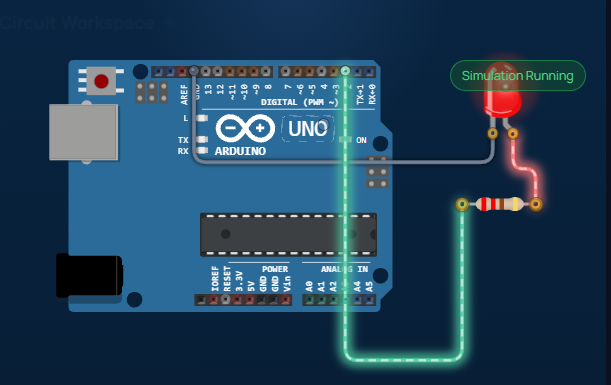 Circuit Workspace
Simulation Running
AREF
GND
13
12
~11
~10
~9
8
7
~6
~5
4
~3
TX→1
RX←0
DIGITAL (PWM ~)
L
TX
RX
UNO
ON
ARDUINO
POWER
ANALOG IN
IOREF
RESET
3.3V
5V
GND
GND
Vin
A0
A1
A2
A4
A5